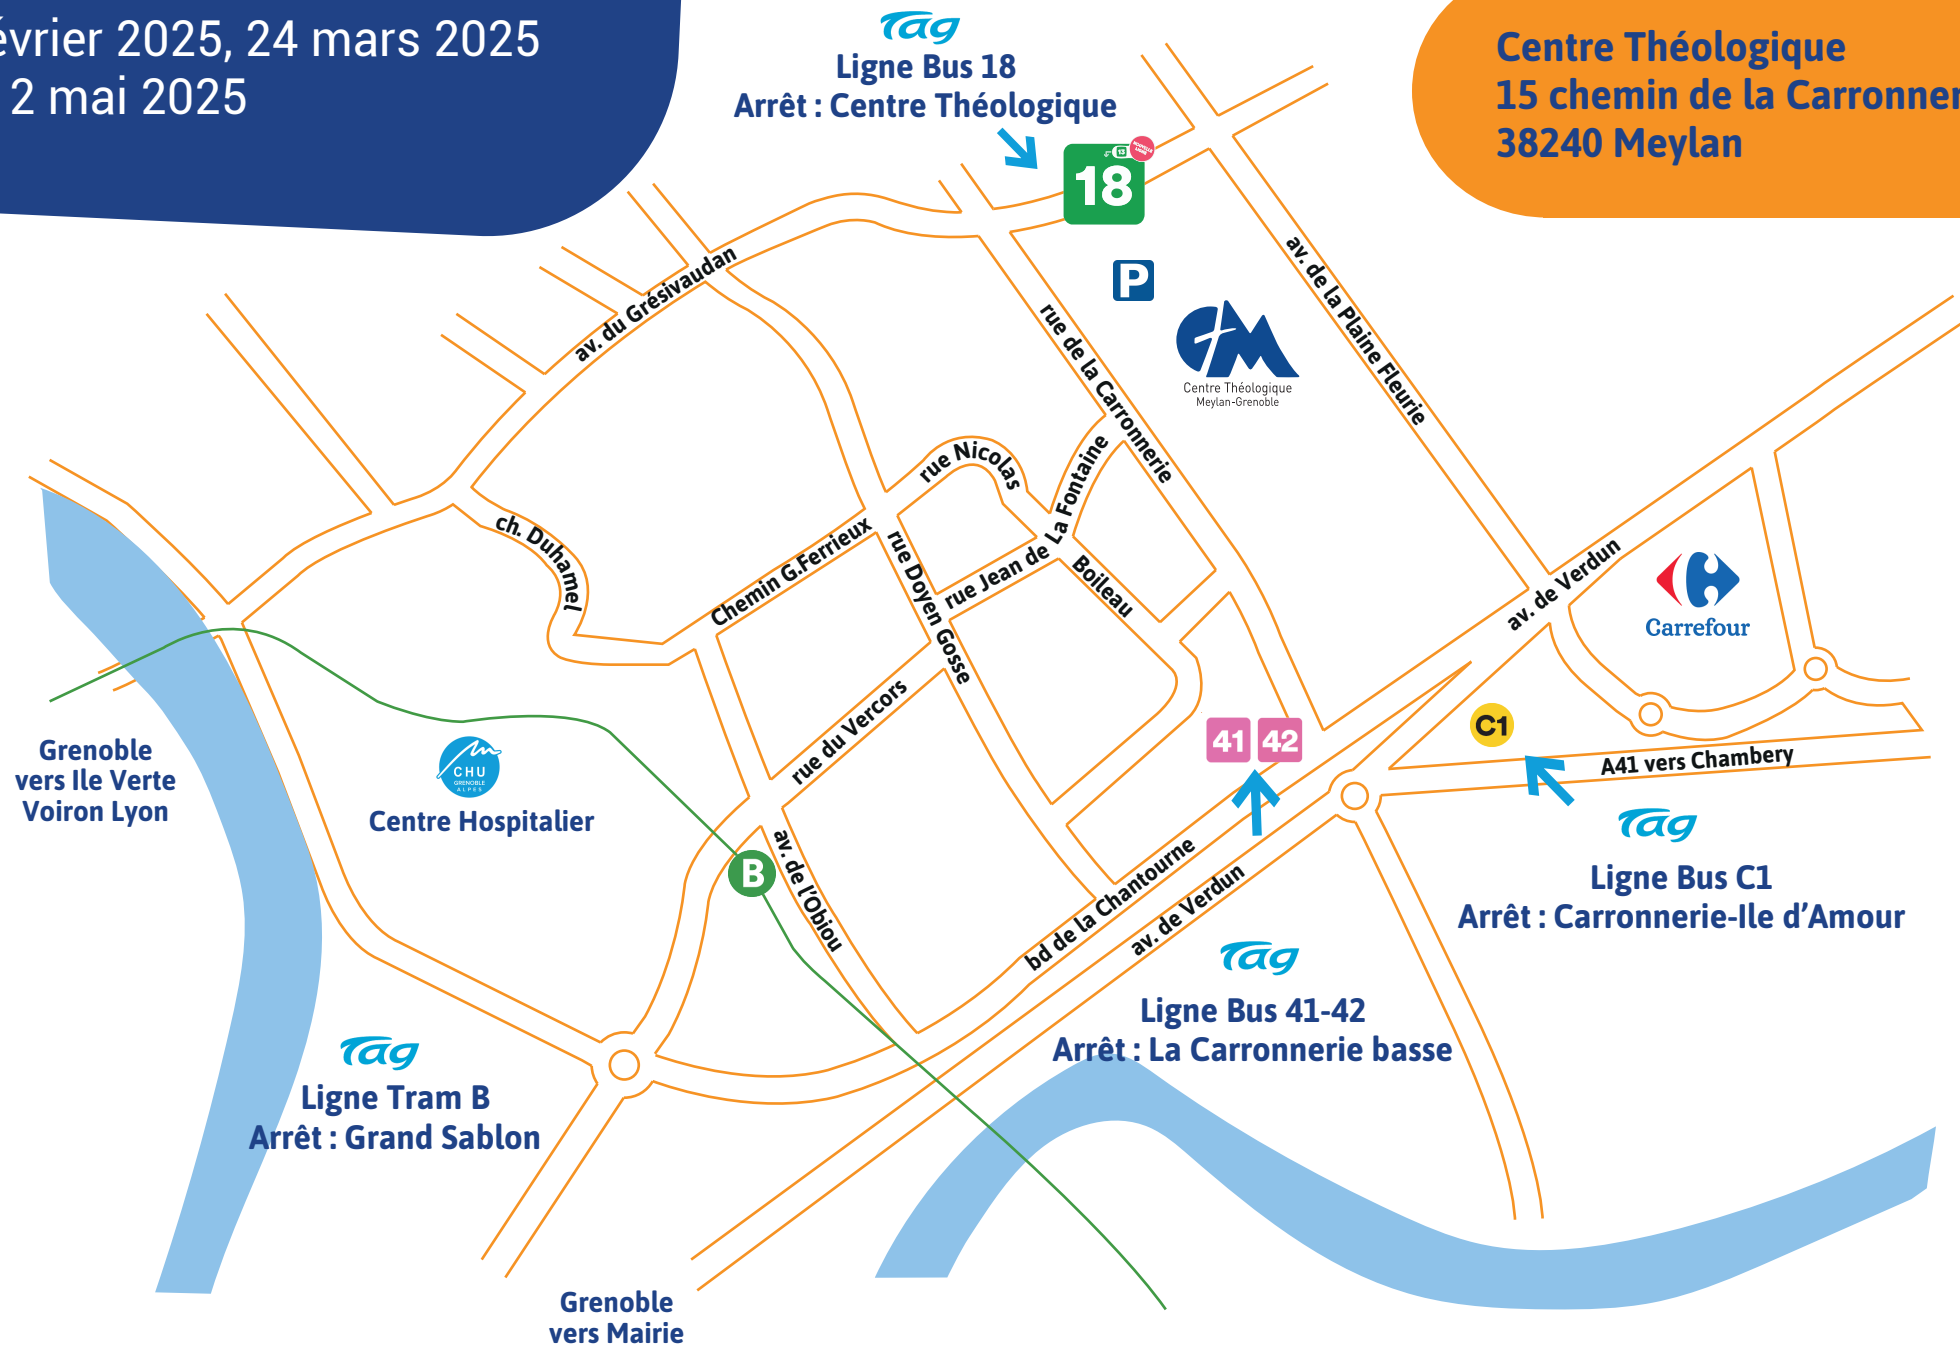 évrier 2025, 24 mars 2025
2 mai 2025
Tag
Ligne Bus 18
Arrêt : Centre Théologique
18
13
NOUVELLE
LIGNE
Centre Théologique
15 chemin de la Carronner
38240 Meylan
P
Centre Théologique
Meylan-Grenoble
av. du Grésivaudan
av. de la Plaine Fleurie
rue de la Carronnerie
rue Nicolas
Boileau
rue Jean de La Fontaine
ch. Duhamel
Chemin G.Ferrieux
rue Doyen Gosse
rue du Vercors
av. de Verdun
Carrefour
41
42
C1
A41 vers Chambery
Grenoble
vers Ile Verte
Voiron Lyon
CHU
GRENOBLE
ALPES
Centre Hospitalier
B
av. de l'Obiou
bd de la Chantourne
av. de Verdun
Tag
Ligne Bus C1
Arrêt : Carronnerie-Ile d’Amour
Tag
Ligne Bus 41-42
Arrêt : La Carronnerie basse
Tag
Ligne Tram B
Arrêt : Grand Sablon
Grenoble
vers Mairie